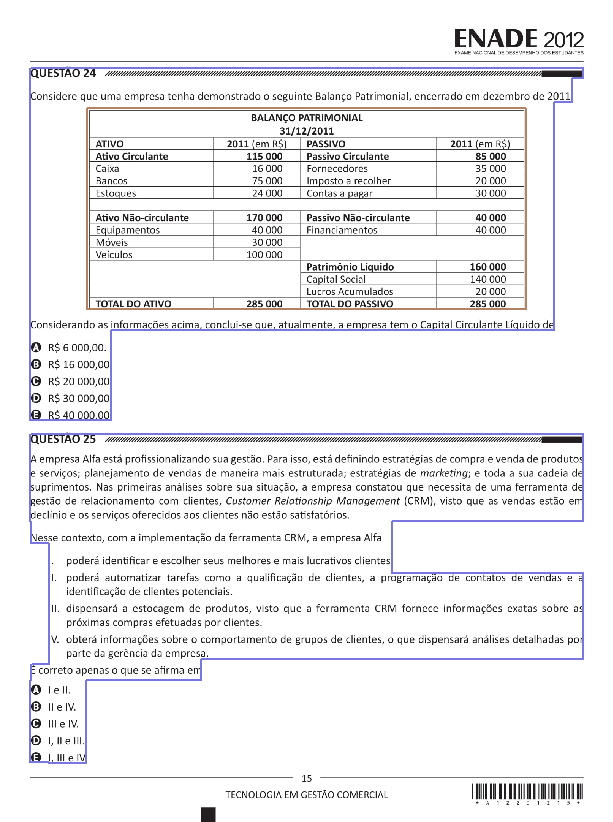 ENADE 2012
EXAME NACIONAL DE DESEMPENHO DOS ESTUDANTES
QUESTÃO 24
Considere que uma empresa tenha demonstrado o seguinte Balanço Patrimonial, encerrado em dezembro de 2011
BALANÇO PATRIMONIAL
31/12/2011
ATIVO 2011 (em R$) PASSIVO 2011 (em R$)
Ativo Circulante 115 000 Passivo Circulante 85 000
Caixa 16 000 Fornecedores 35 000
Bancos 75 000 Imposto a recolher 20 000
Estoques 24 000 Contas a pagar 30 000
Ativo Não-circulante 170 000 Passivo Não-circulante 40 000
Equipamentos 40 000 Financiamentos 40 000
Móveis 30 000
Veículos 100 000
Patrimônio Líquido 160 000
Capital Social 140 000
Lucros Acumulados 20 000
TOTAL DO ATIVO 285 000 TOTAL DO PASSIVO 285 000
Considerando as informações acima, conclui-se que, atualmente, a empresa tem o Capital Circulante Líquido de
A R$ 6 000,00.
B R$ 16 000,00
C R$ 20 000,00
D R$ 30 000,00
E R$ 40 000,00
QUESTÃO 25
A empresa Alfa está profissionalizando sua gestão. Para isso, está definindo estratégias de compra e venda de produtos
e serviços; planejamento de vendas de maneira mais estruturada; estratégias de marketing; e toda a sua cadeia de
suprimentos. Nas primeiras análises sobre sua situação, a empresa constatou que necessita de uma ferramenta de
gestão de relacionamento com clientes, Customer Relationship Management (CRM), visto que as vendas estão em
declínio e os serviços oferecidos aos clientes não estão satisfatórios.
Nesse contexto, com a implementação da ferramenta CRM, a empresa Alfa
. poderá identificar e escolher seus melhores e mais lucrativos clientes
I. poderá automatizar tarefas como a qualificação de clientes, a programação de contatos de vendas e a
identificação de clientes potenciais.
II. dispensará a estocagem de produtos, visto que a ferramenta CRM fornece informações exatas sobre as
próximas compras efetuadas por clientes.
V. obterá informações sobre o comportamento de grupos de clientes, o que dispensará análises detalhadas por
parte da gerência da empresa.
É correto apenas o que se afirma em
A I e II.
B II e IV.
C III e IV.
D I, II e III.
E I, III e IV
15
TECNOLOGIA EM GESTÃO COMERCIAL